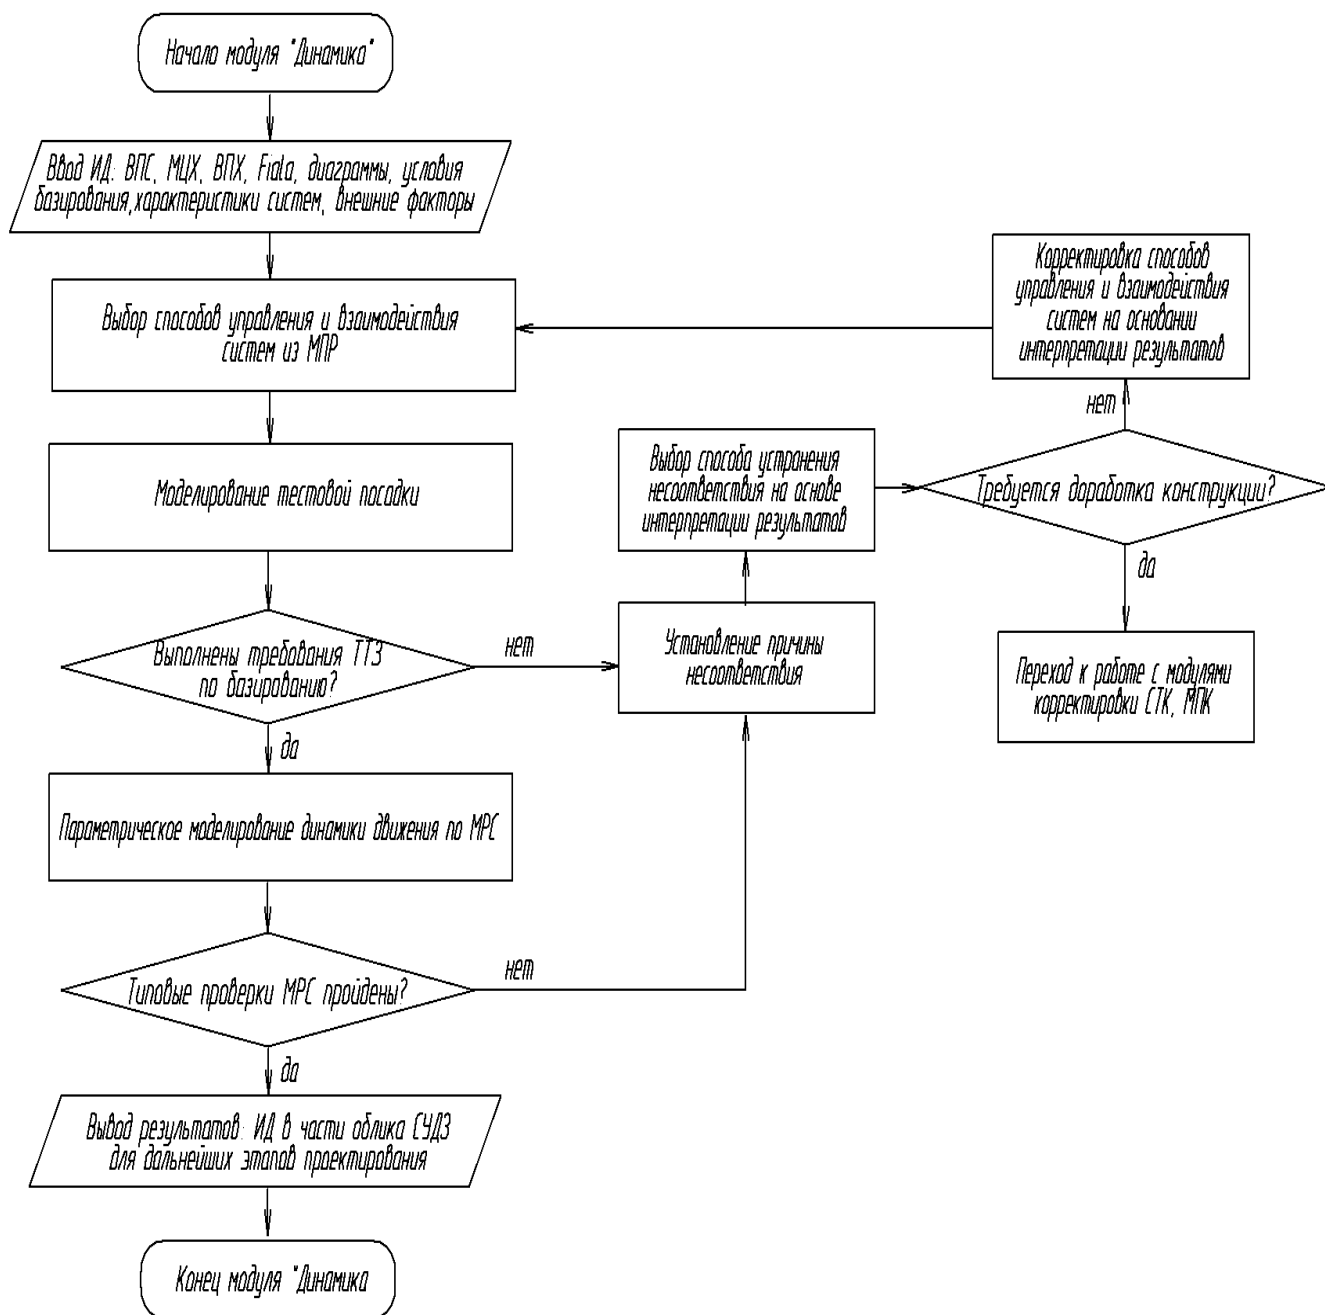 Начало модуля "Динамика"
Ввод ИД: ВПС, МЦХ, ВПХ, Fiala, диаграммы, условия
базирования,характеристики систем, внешние факторы
Выбор способов управления и взаимодействия
систем из МПР
Моделирование тестовой посадки
Выполнены требования ТТЗ
по базированию?
нет
да
Параметрическое моделирование динамики движения по МРС
Типовые проверки МРС пройдены?
нет
да
Вывод результатов: ИД в части облика СУДЗ
для дальнейших этапов проектирования
Конец модуля "Динамика
Установление причины
несоответствия
Выбор способа устранения
несоответствия на основе
интерпретации результатов
Требуется доработка конструкции?
нет
да
Корректировка способов
управления и взаимодействия
систем на основании
интерпретации результатов
Переход к работе с модулями
корректировки СТК, МПК